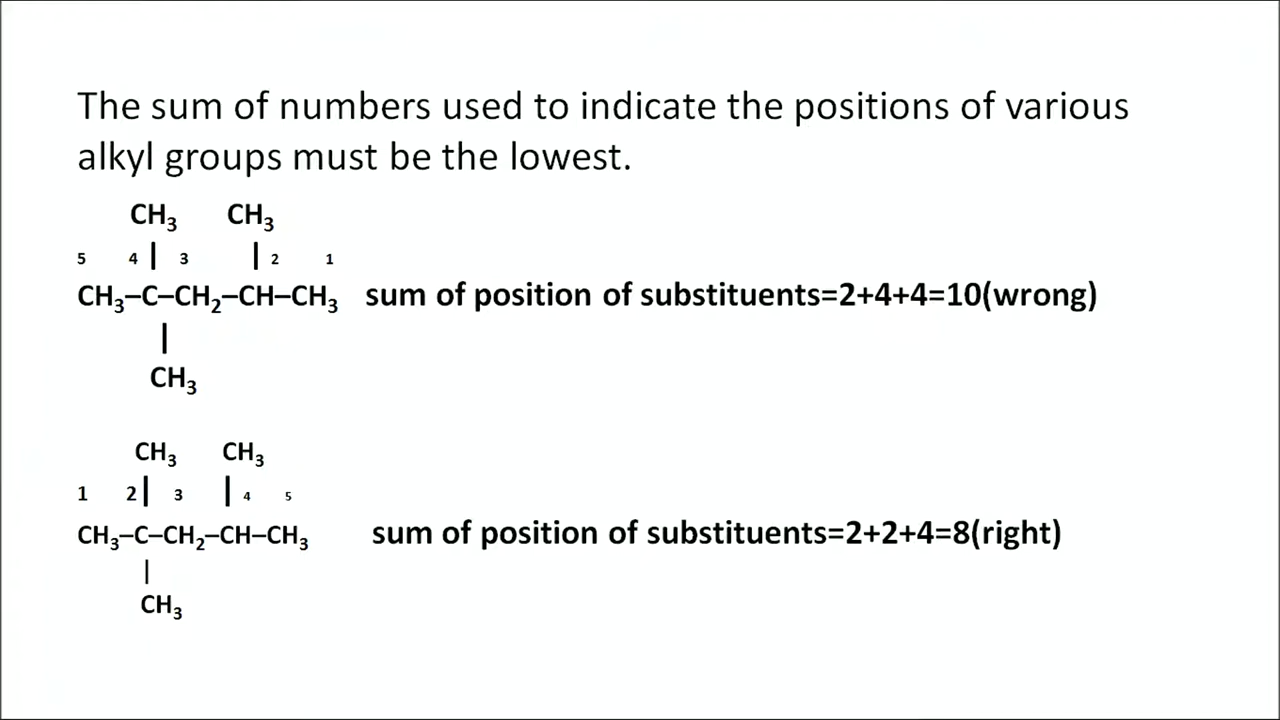 The sum of numbers used to indicate the positions of various
alkyl groups must be the lowest.
CH₃ CH₃
5 4 | 3 | 2 1
CH₃–C–CH₂–CH–CH₃ sum of position of substituents=2+4+4=10(wrong)
|
CH₃
CH₃ CH₃
1 2 | 3 | 4 5
CH₃–C–CH₂–CH–CH₃ sum of position of substituents=2+2+4=8(right)
|
CH₃